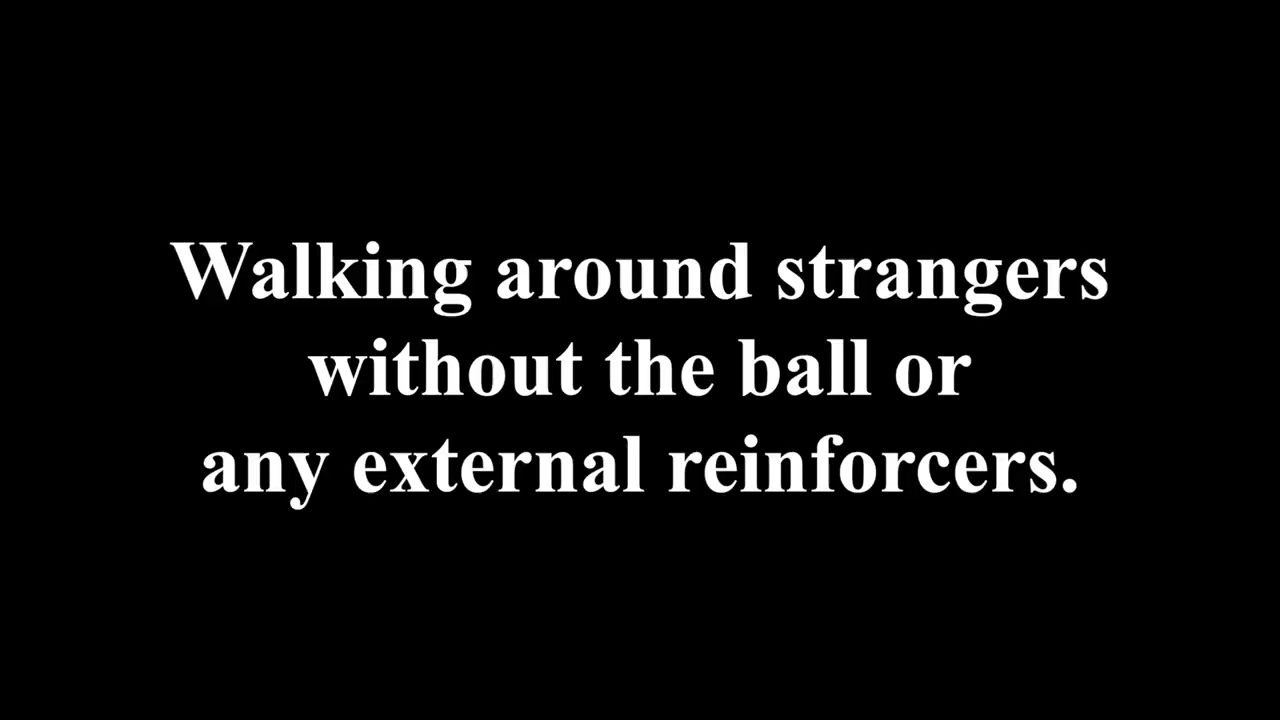 Walking around strangers
without the ball or
any external reinforcers.